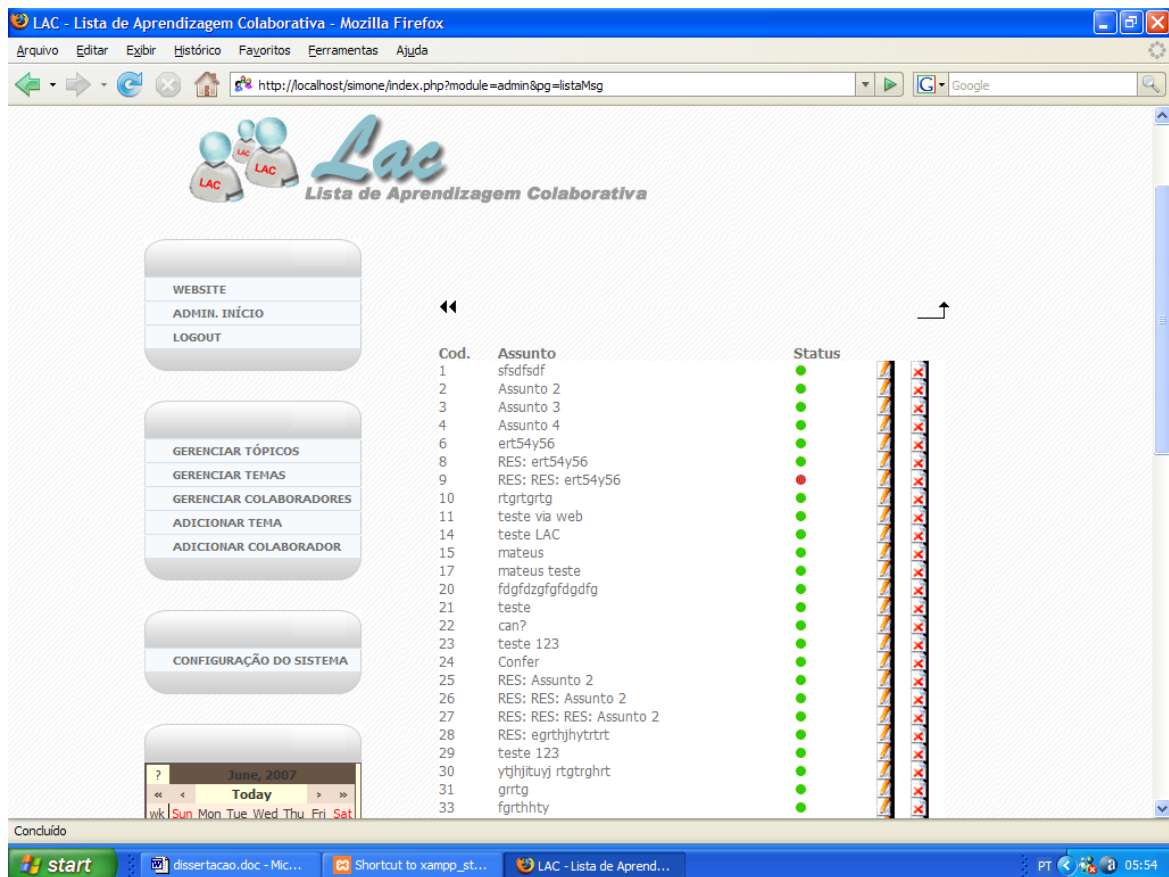 LAC - Lista de Aprendizagem Colaborativa - Mozilla Firefox
Arquivo Editar Exibir Histórico Favoritos Ferramentas Ajuda
http://localhost/simone/index.php?module=admin&pg=listaMsg
G Google
LAC
LAC
LAC
Lac
Lista de Aprendizagem Colaborativa
WEBSITE
ADMIN. INÍCIO
LOGOUT
GERENCIAR TÓPICOS
GERENCIAR TEMAS
GERENCIAR COLABORADORES
ADICIONAR TEMA
ADICIONAR COLABORADOR
CONFIGURAÇÃO DO SISTEMA
? June, 2007
« ‹ Today › »
wk Sun Mon Tue Wed Thu Fri Sat
Cod. Assunto Status
1 sfsdfsdf
2 Assunto 2
3 Assunto 3
4 Assunto 4
6 ert54y56
8 RES: ert54y56
9 RES: RES: ert54y56
10 rtgrtgrtg
11 teste via web
14 teste LAC
15 mateus
17 mateus teste
20 fdgfdzgfgfdgdfg
21 teste
22 can?
23 teste 123
24 Confer
25 RES: Assunto 2
26 RES: RES: Assunto 2
27 RES: RES: RES: Assunto 2
28 RES: egrthjhytrtrt
29 teste 123
30 ytjhjituyj rtgtrghrt
31 grrtg
33 fgrthhty
Concluído
start dissertacao.doc - Mic... Shortcut to xampp_st... LAC - Lista de Aprend... PT 05:54